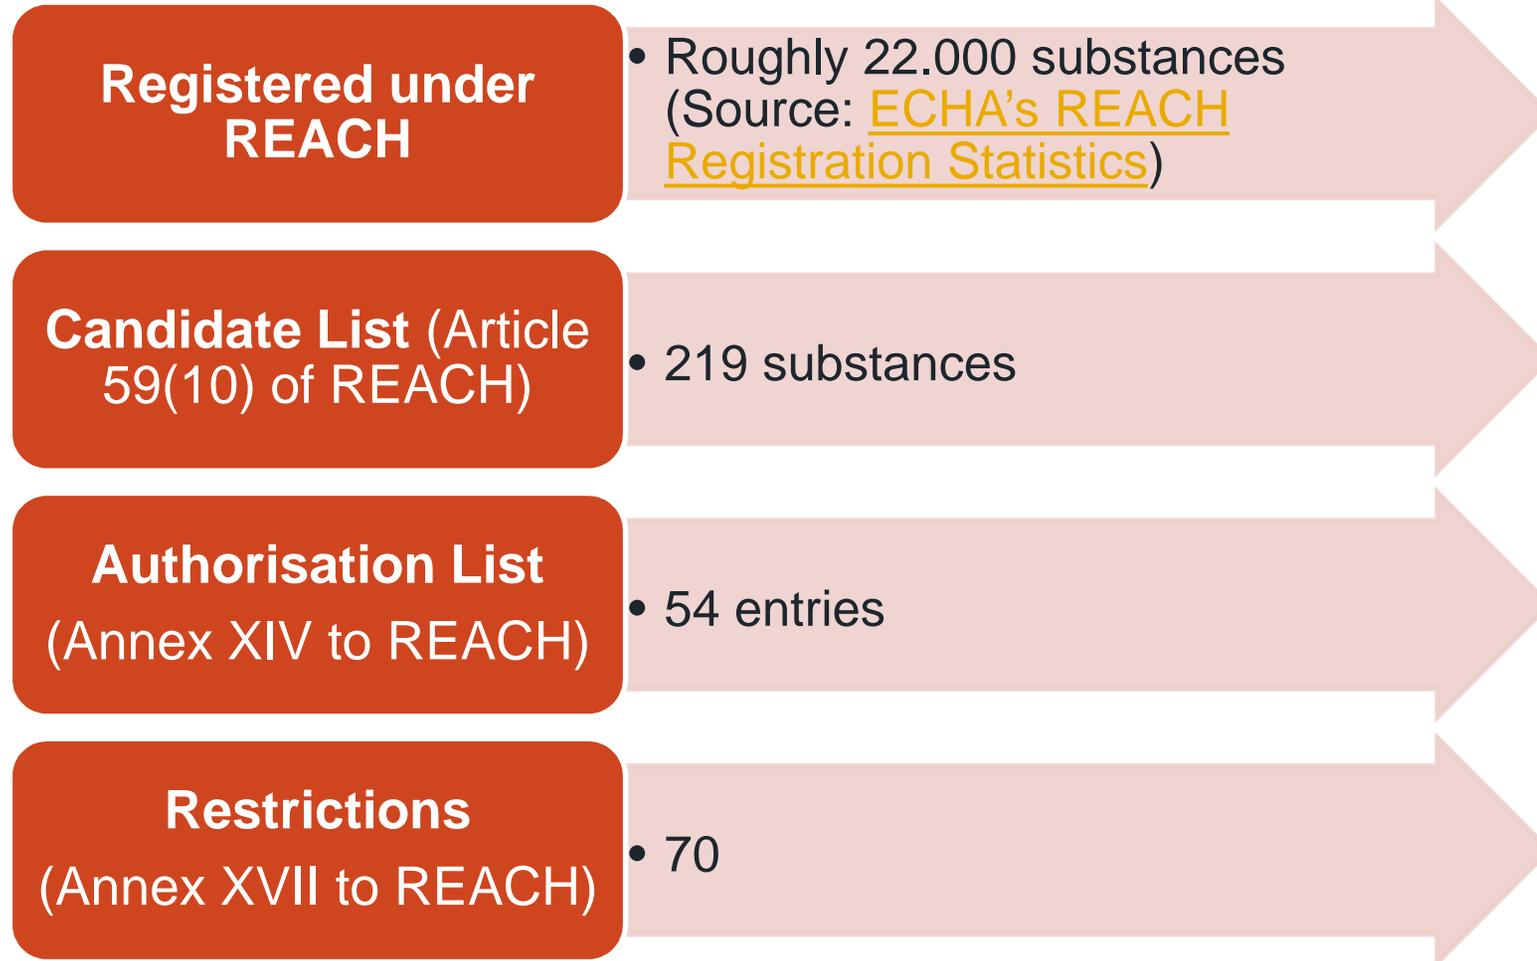 Registered under
REACH
• Roughly 22.000 substances
(Source: ECHA’s REACH
Registration Statistics)
Candidate List (Article
59(10) of REACH)
• 219 substances
Authorisation List
(Annex XIV to REACH)
• 54 entries
Restrictions
(Annex XVII to REACH)
• 70